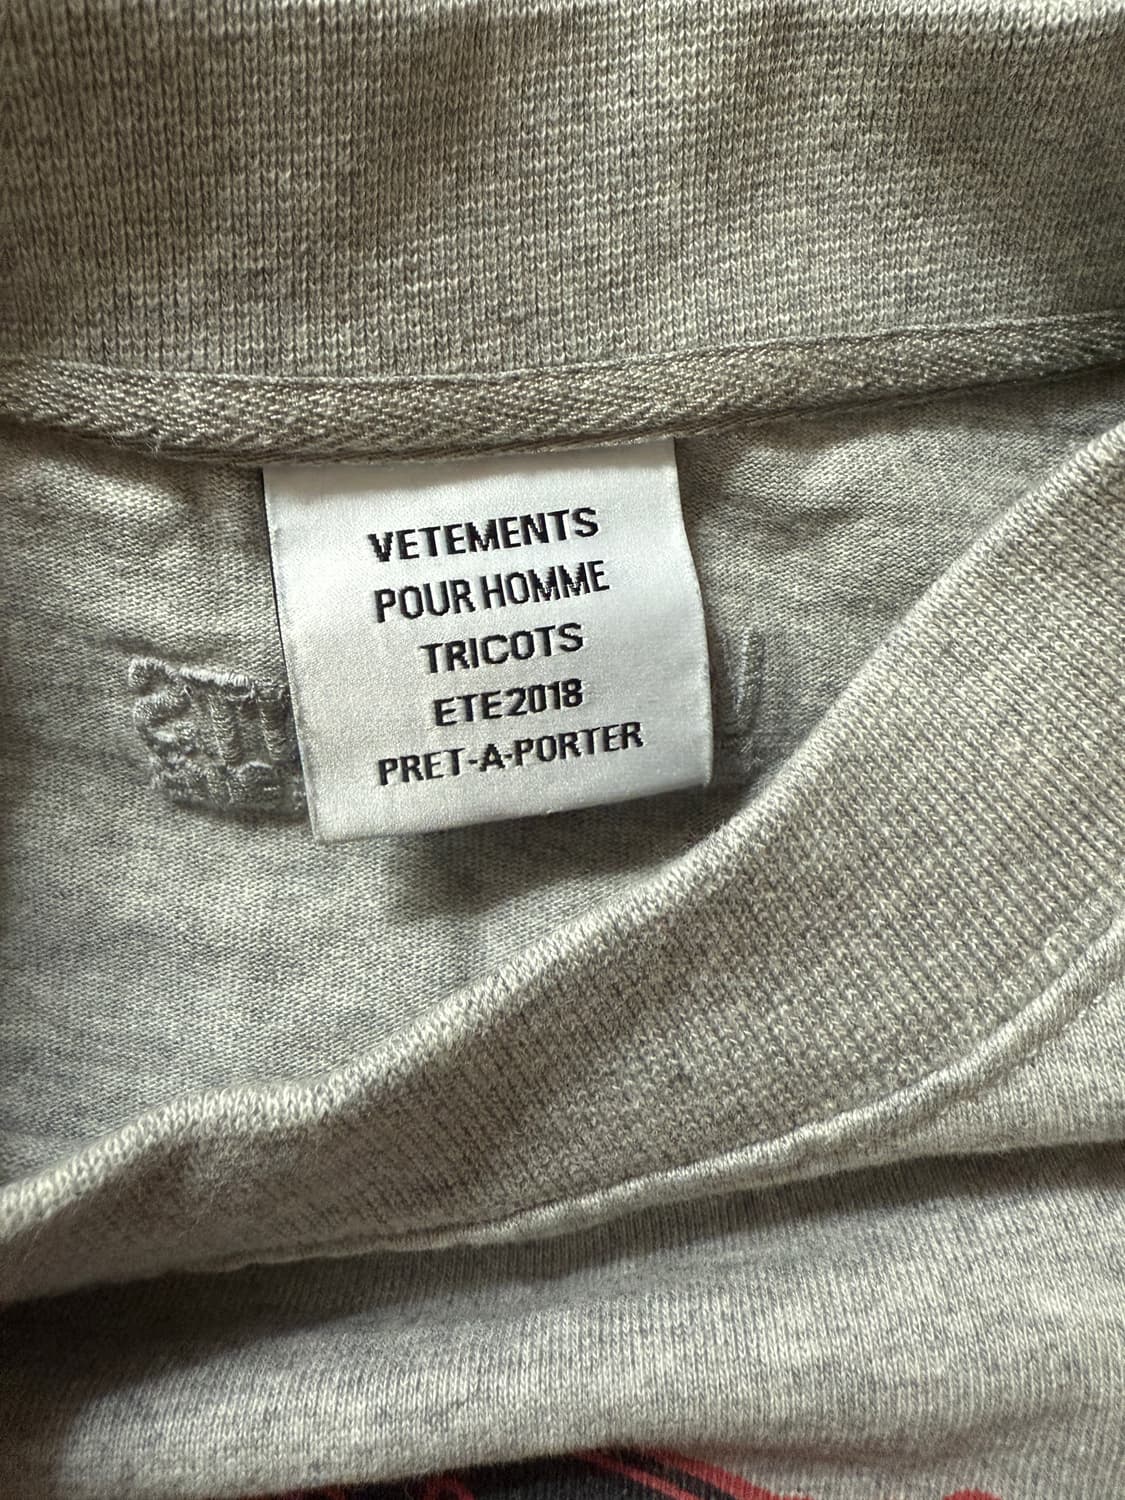 VETEMENTS
POUR HOMME
TRICOTS
ETE2018
PRET-A-PORTER